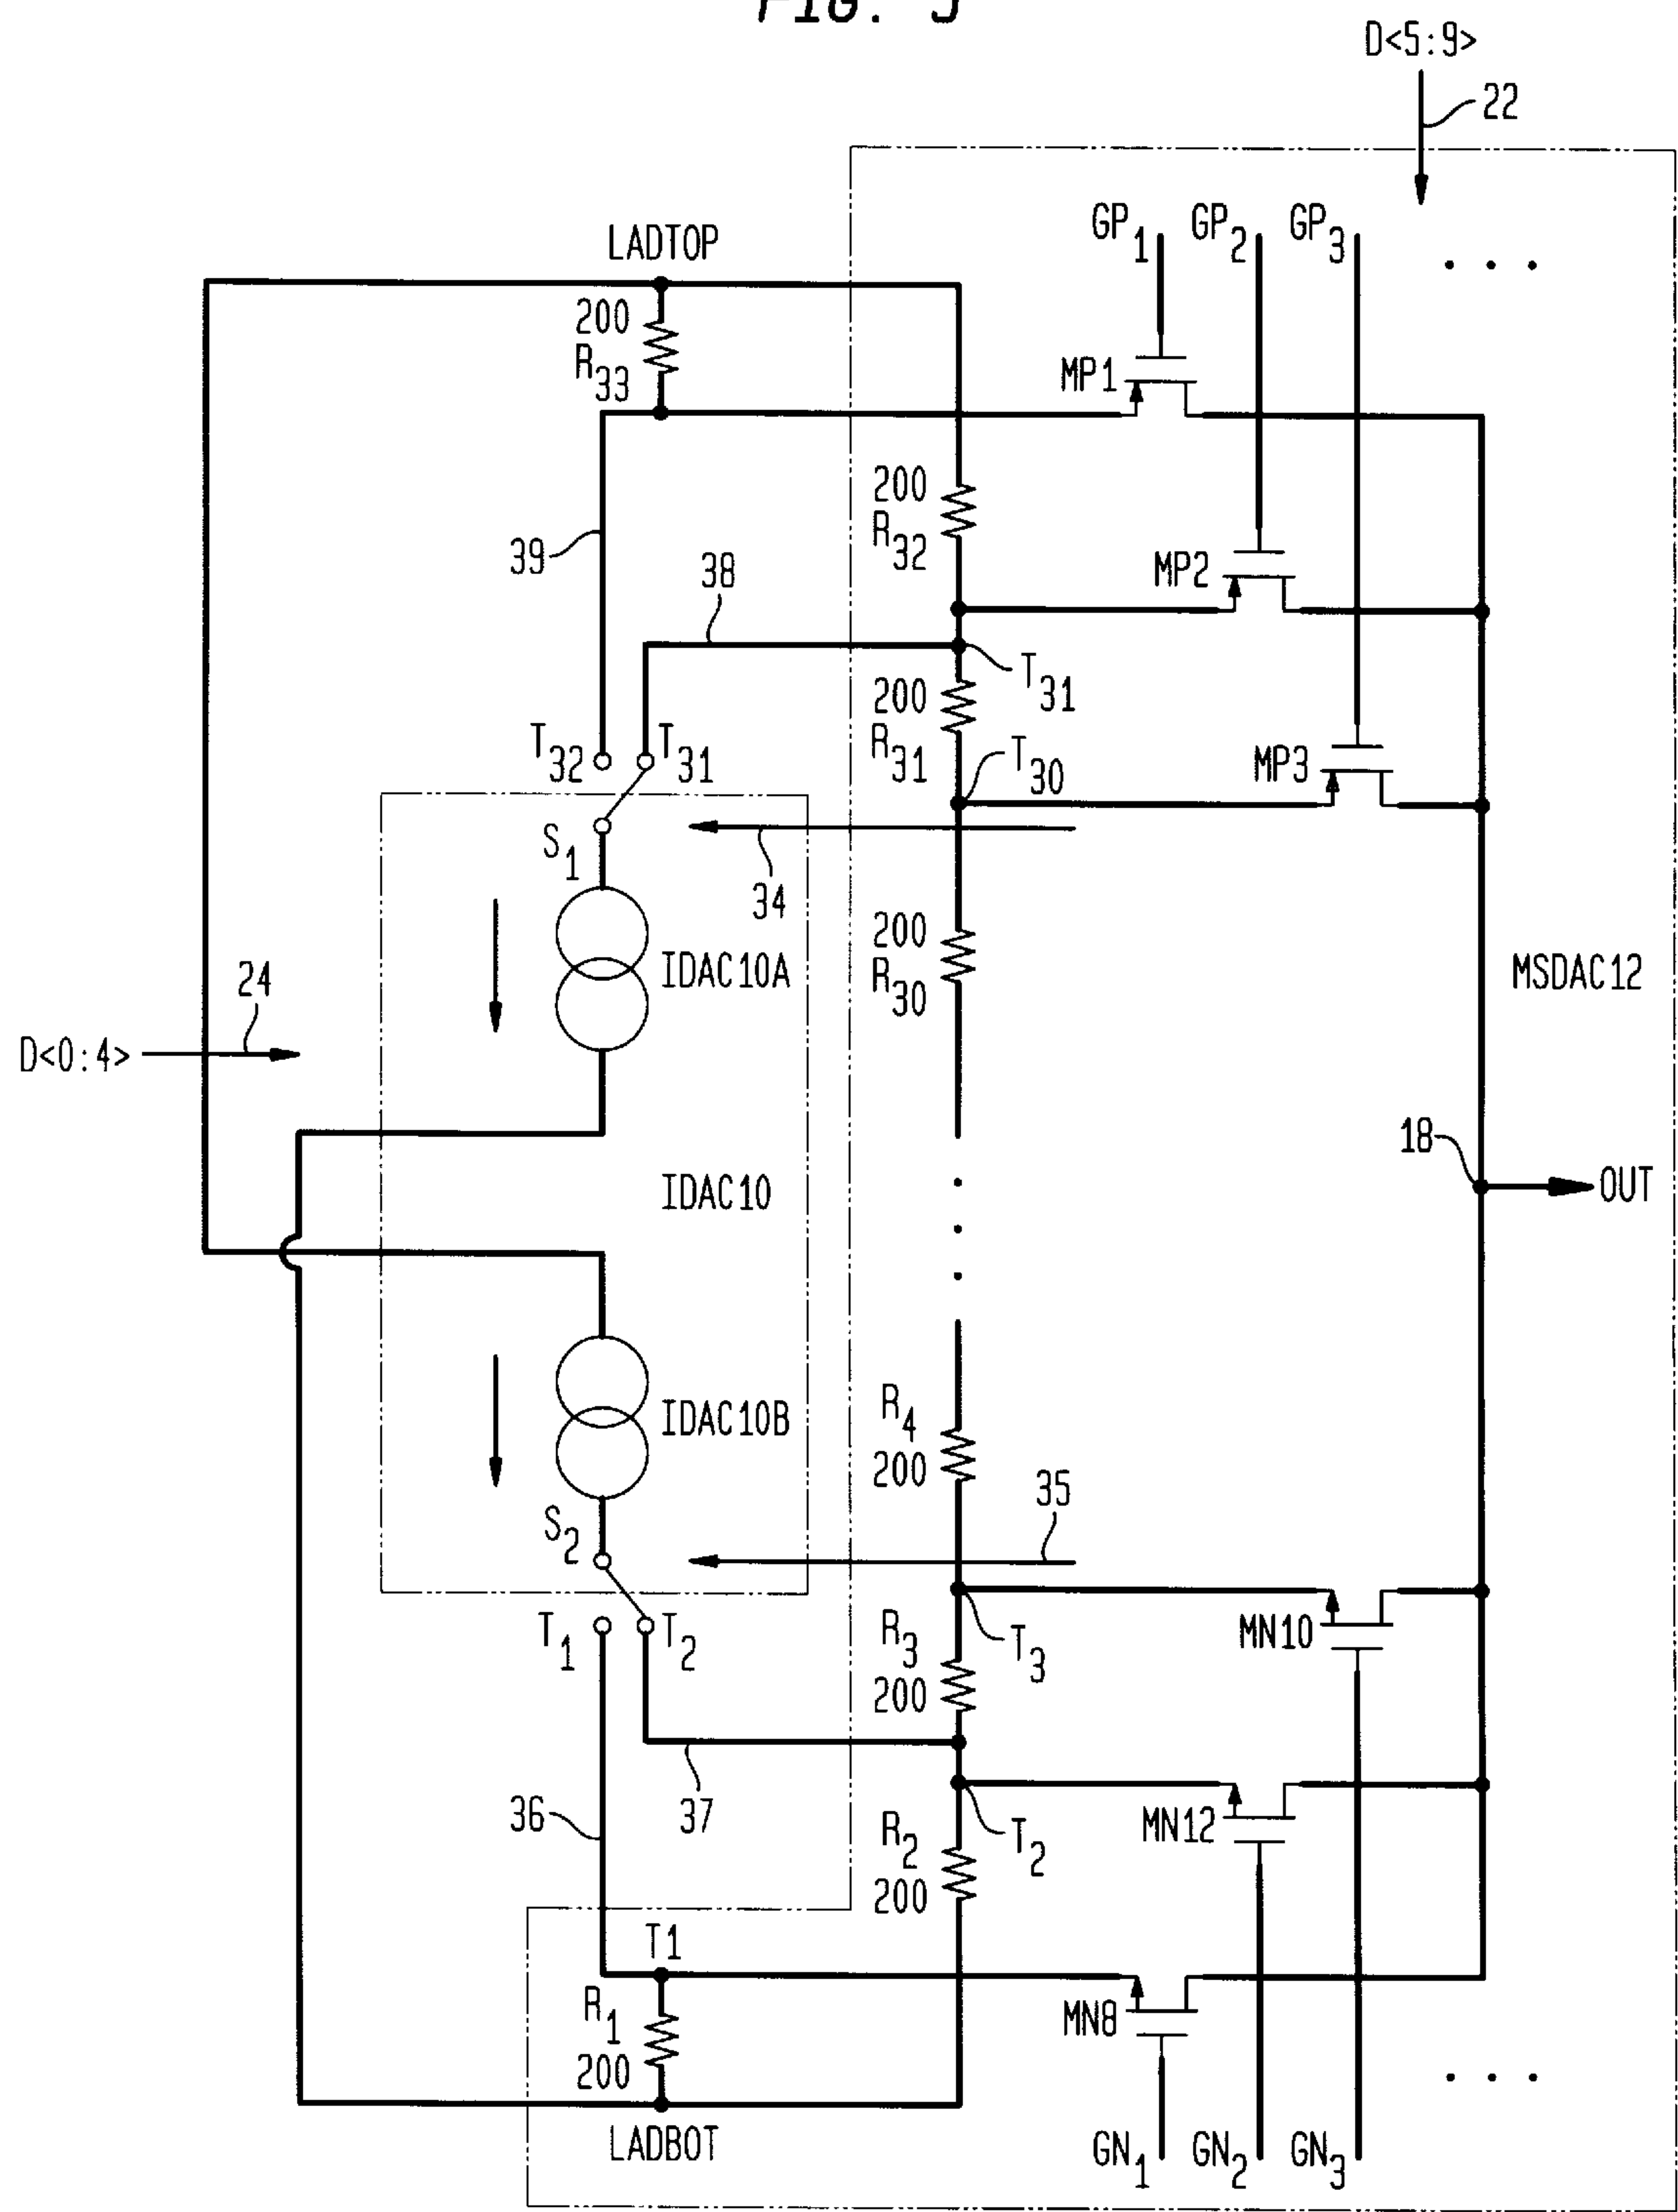 FIG. 5
D<5:9>
22
GP1 GP2 GP3 . . .
LADTOP
200
R33
MP1
200
R32
39
38
MP2
T31
200
R31
T32 T31
T30
MP3
S1
34
200
R30
IDAC10A
MSDAC12
24
D<0:4>
18
OUT
IDAC10
R4
200
IDAC10B
35
S2
T1 T2
R3
200
T3
MN10
37
36
R2
200
T2
MN12
T1
R1
200
MN8
. . .
LADBOT
GN1 GN2 GN3